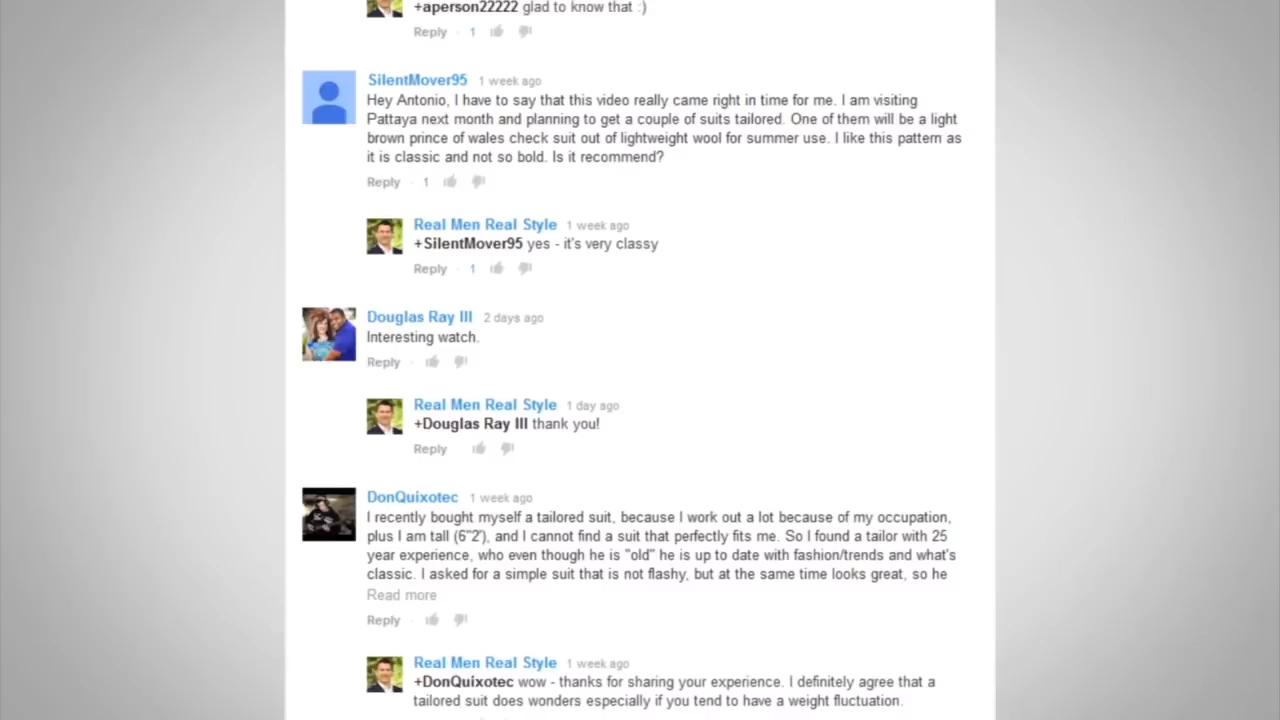 +aperson22222 glad to know that :)
Reply · 1
SilentMover95 1 week ago
Hey Antonio, I have to say that this video really came right in time for me. I am visiting
Pattaya next month and planning to get a couple of suits tailored. One of them will be a light
brown prince of wales check suit out of lightweight wool for summer use. I like this pattern as
it is classic and not so bold. Is it recommend?
Reply · 1
Real Men Real Style 1 week ago
+SilentMover95 yes - it's very classy
Reply · 1
Douglas Ray III 2 days ago
Interesting watch.
Reply ·
Real Men Real Style 1 day ago
+Douglas Ray III thank you!
Reply
DonQuixotec 1 week ago
I recently bought myself a tailored suit, because I work out a lot because of my occupation,
plus I am tall (6"2'), and I cannot find a suit that perfectly fits me. So I found a tailor with 25
year experience, who even though he is "old" he is up to date with fashion/trends and what's
classic. I asked for a simple suit that is not flashy, but at the same time looks great, so he
Read more
Reply ·
Real Men Real Style 1 week ago
+DonQuixotec wow - thanks for sharing your experience. I definitely agree that a
tailored suit does wonders especially if you tend to have a weight fluctuation.